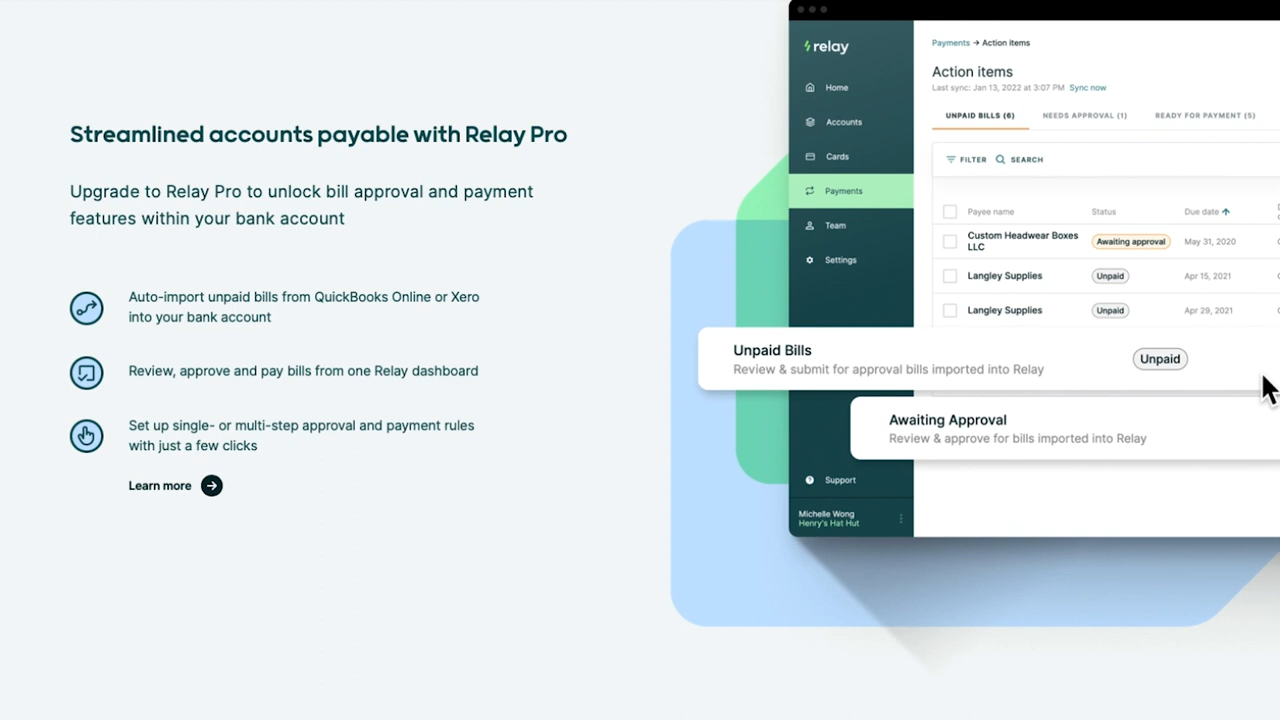 Streamlined accounts payable with Relay Pro
Upgrade to Relay Pro to unlock bill approval and payment
features within your bank account
Auto-import unpaid bills from QuickBooks Online or Xero
into your bank account
Review, approve and pay bills from one Relay dashboard
Set up single- or multi-step approval and payment rules
with just a few clicks
Learn more
relay
Home
Accounts
Cards
Payments
Team
Settings
Support
Michelle Wong
Henry's Hat Hut
Payments → Action items
Action items
Last sync: Jan 13, 2022 at 3:07 PM Sync now
UNPAID BILLS (6) NEEDS APPROVAL (1) READY FOR PAYMENT (5)
FILTER SEARCH
Payee name Status Due date
Custom Headwear Boxes
LLC Awaiting approval May 31, 2020
Langley Supplies Unpaid Apr 15, 2021
Langley Supplies Unpaid Apr 29, 2021
Unpaid Bills
Review & submit for approval bills imported into Relay
Unpaid
Awaiting Approval
Review & approve for bills imported into Relay